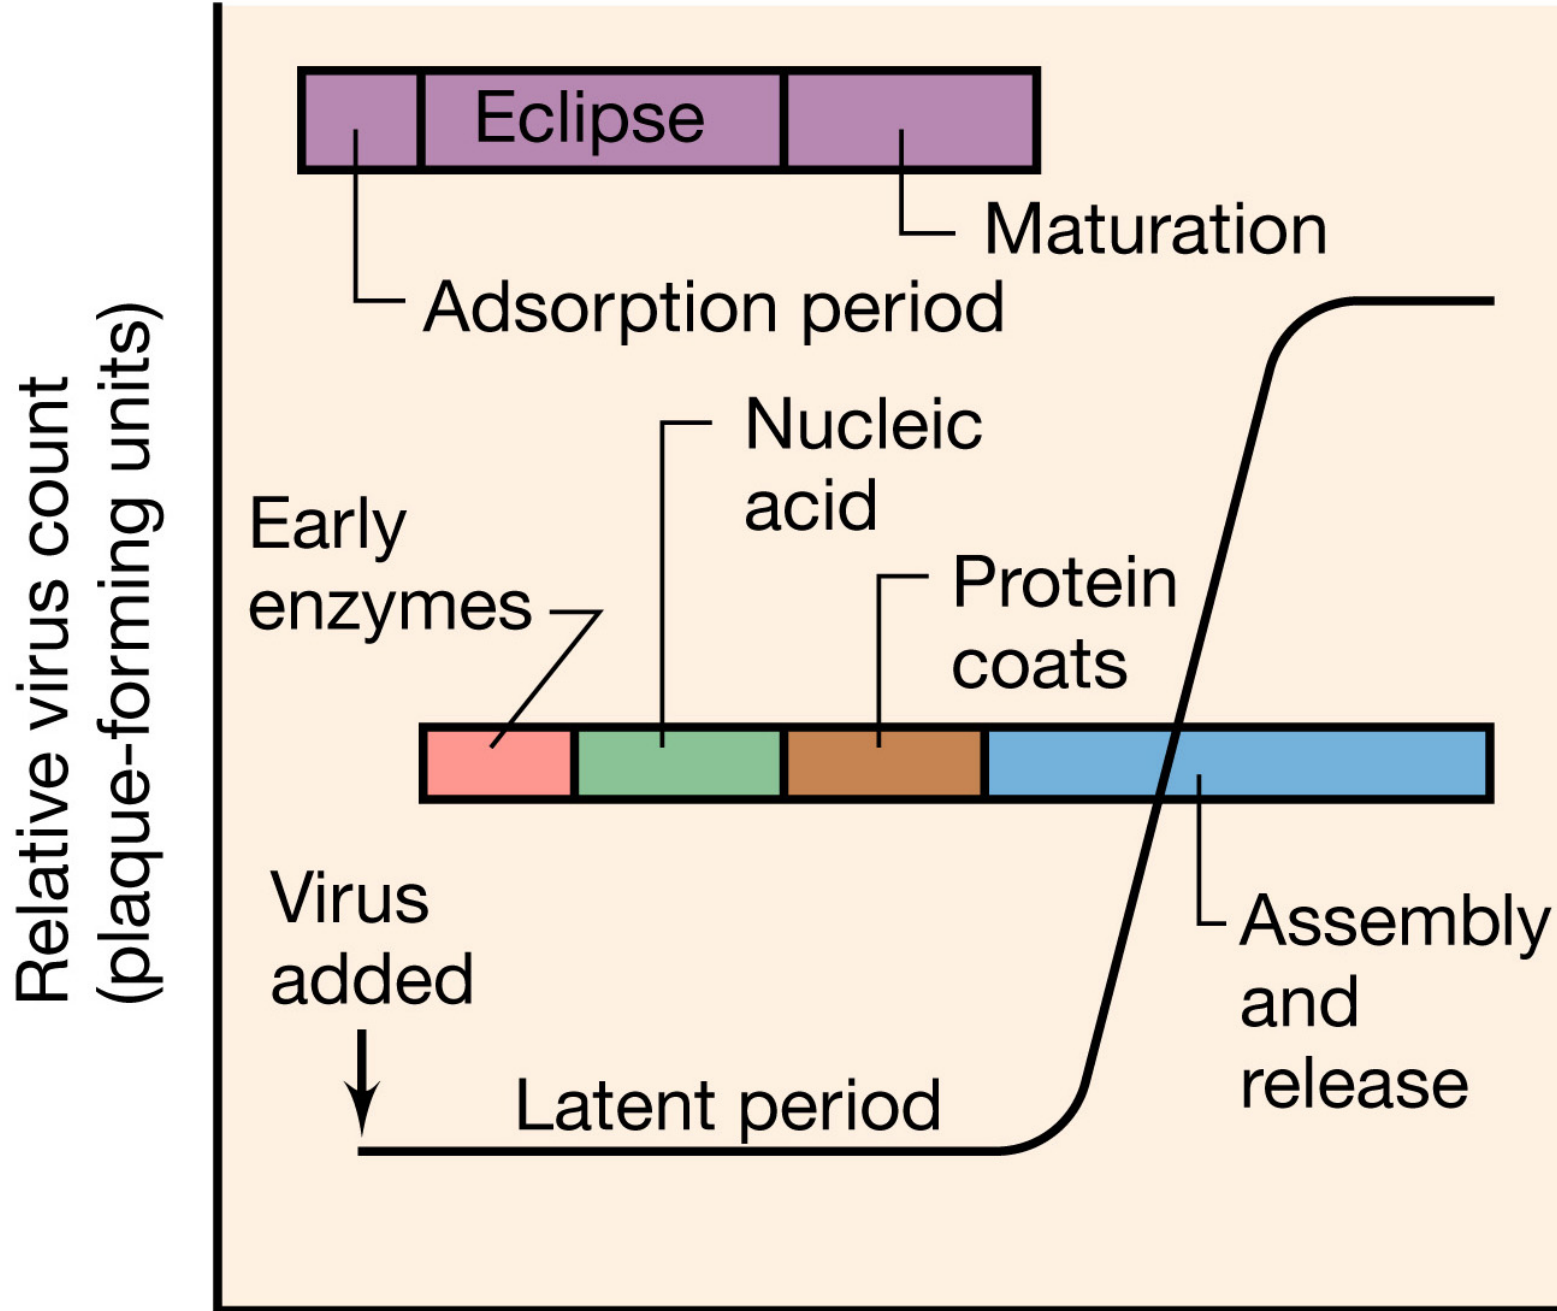 Relative virus count
(plaque-forming units)
Eclipse
Maturation
Adsorption period
Nucleic
acid
Early
enzymes
Protein
coats
Virus
added
Assembly
and
release
Latent period